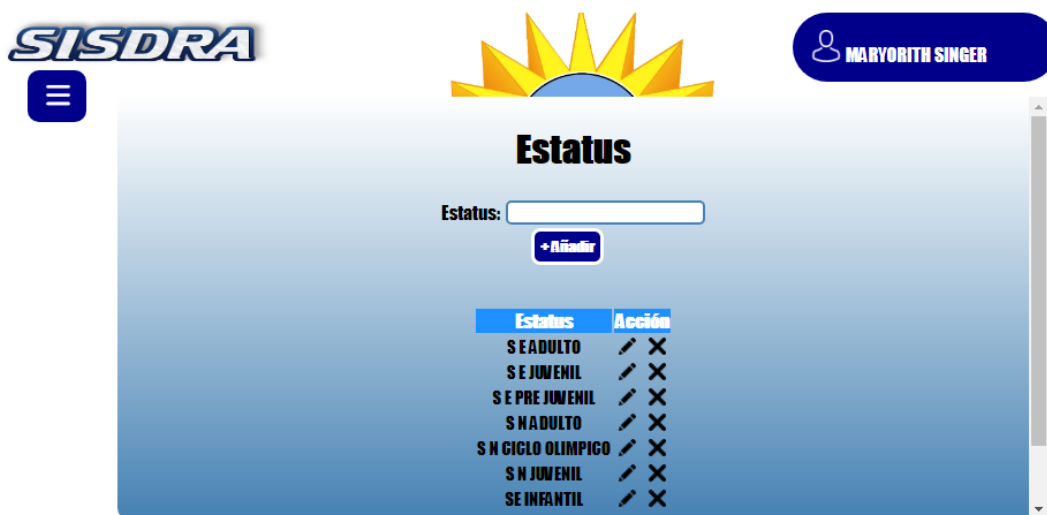 SISDRA
MARYORITH SINGER
Estatus
Estatus:
+Añadir
Estatus Acción
S E ADULTO
S E JUVENIL
S E PRE JUVENIL
S N ADULTO
S N CICLO OLIMPICO
S N JUVENIL
SE INFANTIL